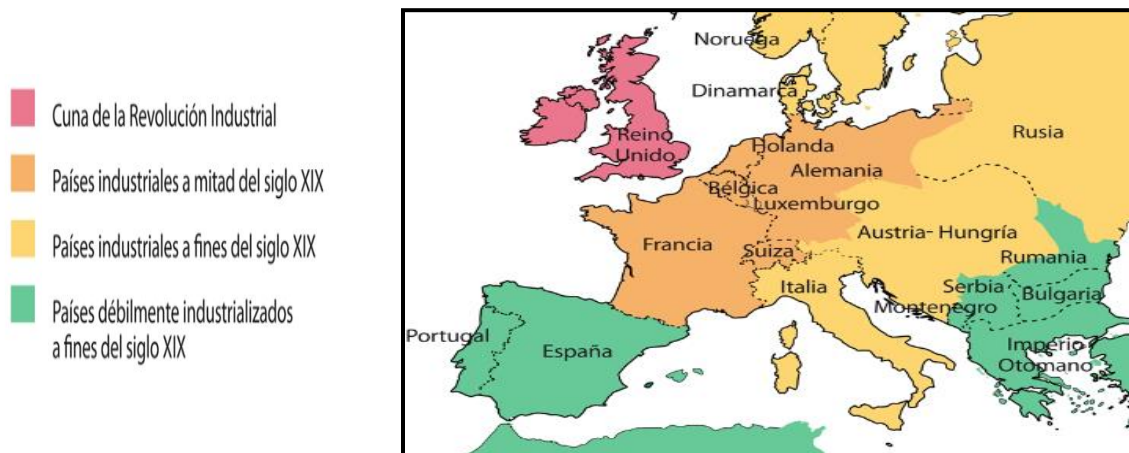 Cuna de la Revolución Industrial
Países industriales a mitad del siglo XIX
Países industriales a fines del siglo XIX
Países débilmente industrializados
a fines del siglo XIX
Noruega
Dinamarca
Reino
Unido
Holanda
Alemania
Rusia
Bélgica
Luxemburgo
Francia
Suiza
Austria- Hungría
Italia
Rumania
Serbia
Montenegro
Bulgaria
Portugal
España
Imperio
Otomano